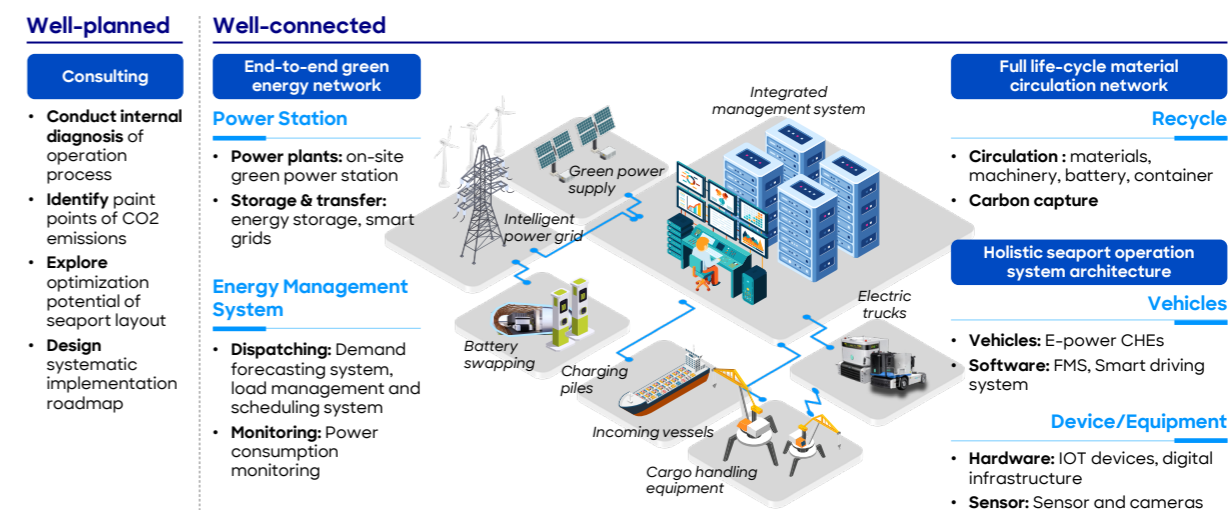 Well-planned
Consulting
• Conduct internal
diagnosis of
operation
process
• Identify paint
points of CO2
emissions
• Explore
optimization
potential of
seaport layout
• Design
systematic
implementation
roadmap
Well-connected
End-to-end green
energy network
Power Station
• Power plants: on-site
green power station
• Storage & transfer:
energy storage, smart
grids
Energy Management
System
• Dispatching: Demand
forecasting system,
load management and
scheduling system
• Monitoring: Power
consumption
monitoring
Integrated
management system
Green power
supply
Intelligent
power grid
Battery
swapping
Charging
piles
Incoming vessels
Cargo handling
equipment
Electric
trucks
Full life-cycle material
circulation network
Recycle
• Circulation : materials,
machinery, battery, container
• Carbon capture
Holistic seaport operation
system architecture
Vehicles
• Vehicles: E-power CHEs
• Software: FMS, Smart driving
system
Device/Equipment
• Hardware: IOT devices, digital
infrastructure
• Sensor: Sensor and cameras